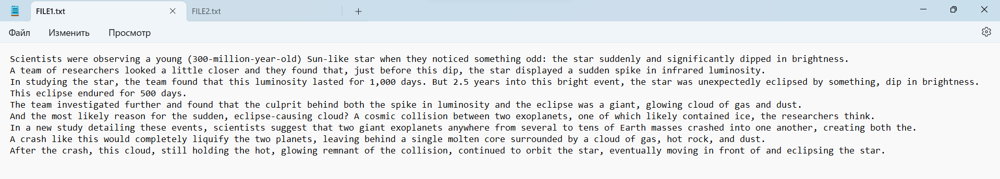 FILE1.txt FILE2.txt
Файл Изменить Просмотр
Scientists were observing a young (300-million-year-old) Sun-like star when they noticed something odd: the star suddenly and significantly dipped in brightness.
A team of researchers looked a little closer and they found that, just before this dip, the star displayed a sudden spike in infrared luminosity.
In studying the star, the team found that this luminosity lasted for 1,000 days. But 2.5 years into this bright event, the star was unexpectedly eclipsed by something, dip in brightness.
This eclipse endured for 500 days.
The team investigated further and found that the culprit behind both the spike in luminosity and the eclipse was a giant, glowing cloud of gas and dust.
And the most likely reason for the sudden, eclipse-causing cloud? A cosmic collision between two exoplanets, one of which likely contained ice, the researchers think.
In a new study detailing these events, scientists suggest that two giant exoplanets anywhere from several to tens of Earth masses crashed into one another, creating both the.
A crash like this would completely liquify the two planets, leaving behind a single molten core surrounded by a cloud of gas, hot rock, and dust.
After the crash, this cloud, still holding the hot, glowing remnant of the collision, continued to orbit the star, eventually moving in front of and eclipsing the star.